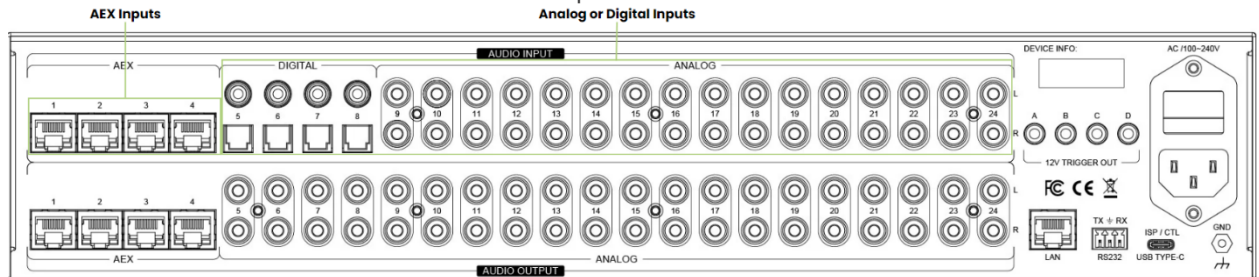 AEX Inputs
Analog or Digital Inputs
AUDIO INPUT
AEX
DIGITAL
ANALOG
DEVICE INFO:
AC /100~240V
1 2 3 4
L
5 6 7 8 9 10 11 12 13 14 15 16 17 18 19 20 21 22 23 24
A B C D
R
12V TRIGGER OUT
FC CE
L
1 2 3 4 5 6 7 8 9 10 11 12 13 14 15 16 17 18 19 20 21 22 23 24
R
TX RX
ISP / CTL
GND
LAN
RS232
USB TYPE-C
AEX
ANALOG
AUDIO OUTPUT